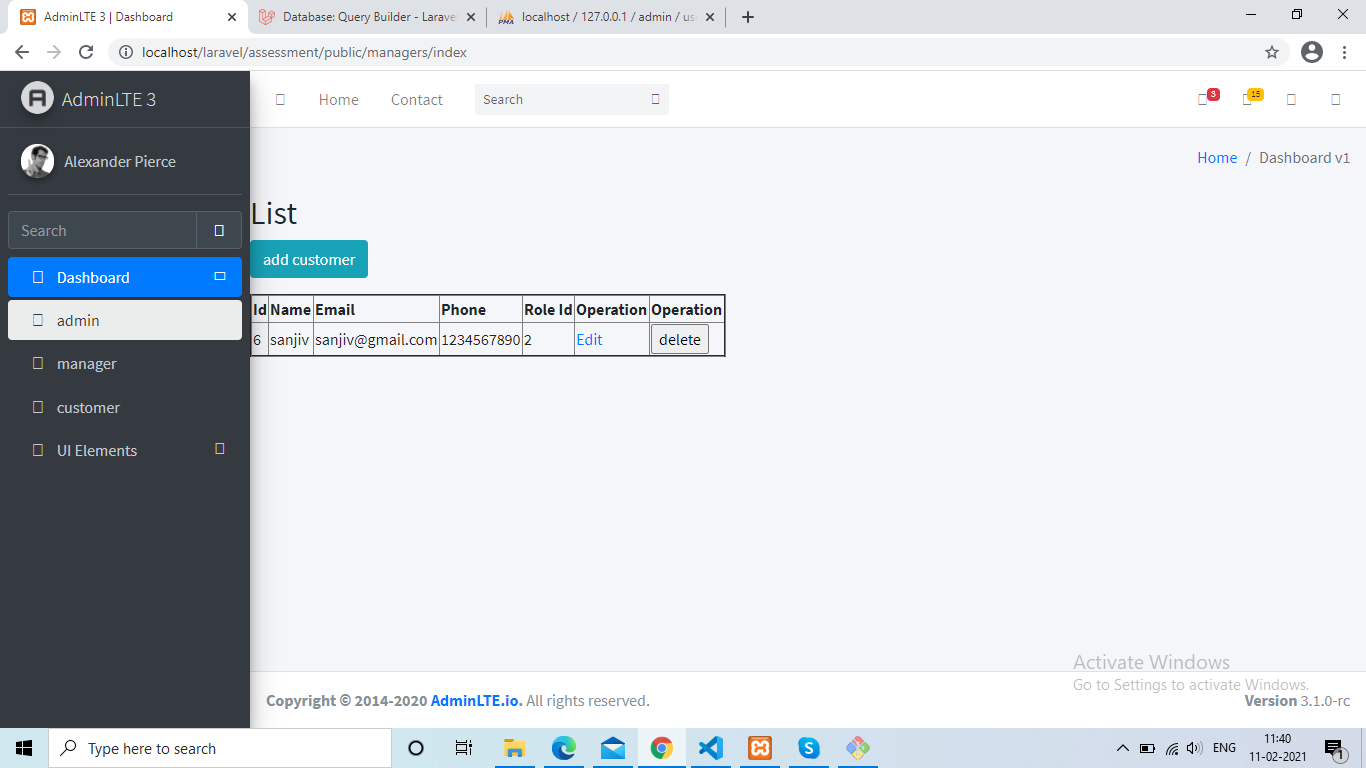 AdminLTE 3 | Dashboard
Database: Query Builder - Laravel
localhost / 127.0.0.1 / admin / us
localhost/laravel/assessment/public/managers/index
AdminLTE 3
Home
Contact
Search
3
15
Alexander Pierce
Home / Dashboard v1
Search
Dashboard
admin
manager
customer
UI Elements
List
add customer
Id Name Email Phone Role Id Operation Operation
6 sanjiv sanjiv@gmail.com 1234567890 2 Edit delete
Activate Windows
Go to Settings to activate Windows.
Copyright © 2014-2020 AdminLTE.io. All rights reserved.
Version 3.1.0-rc
Type here to search
ENG
11:40
11-02-2021
1